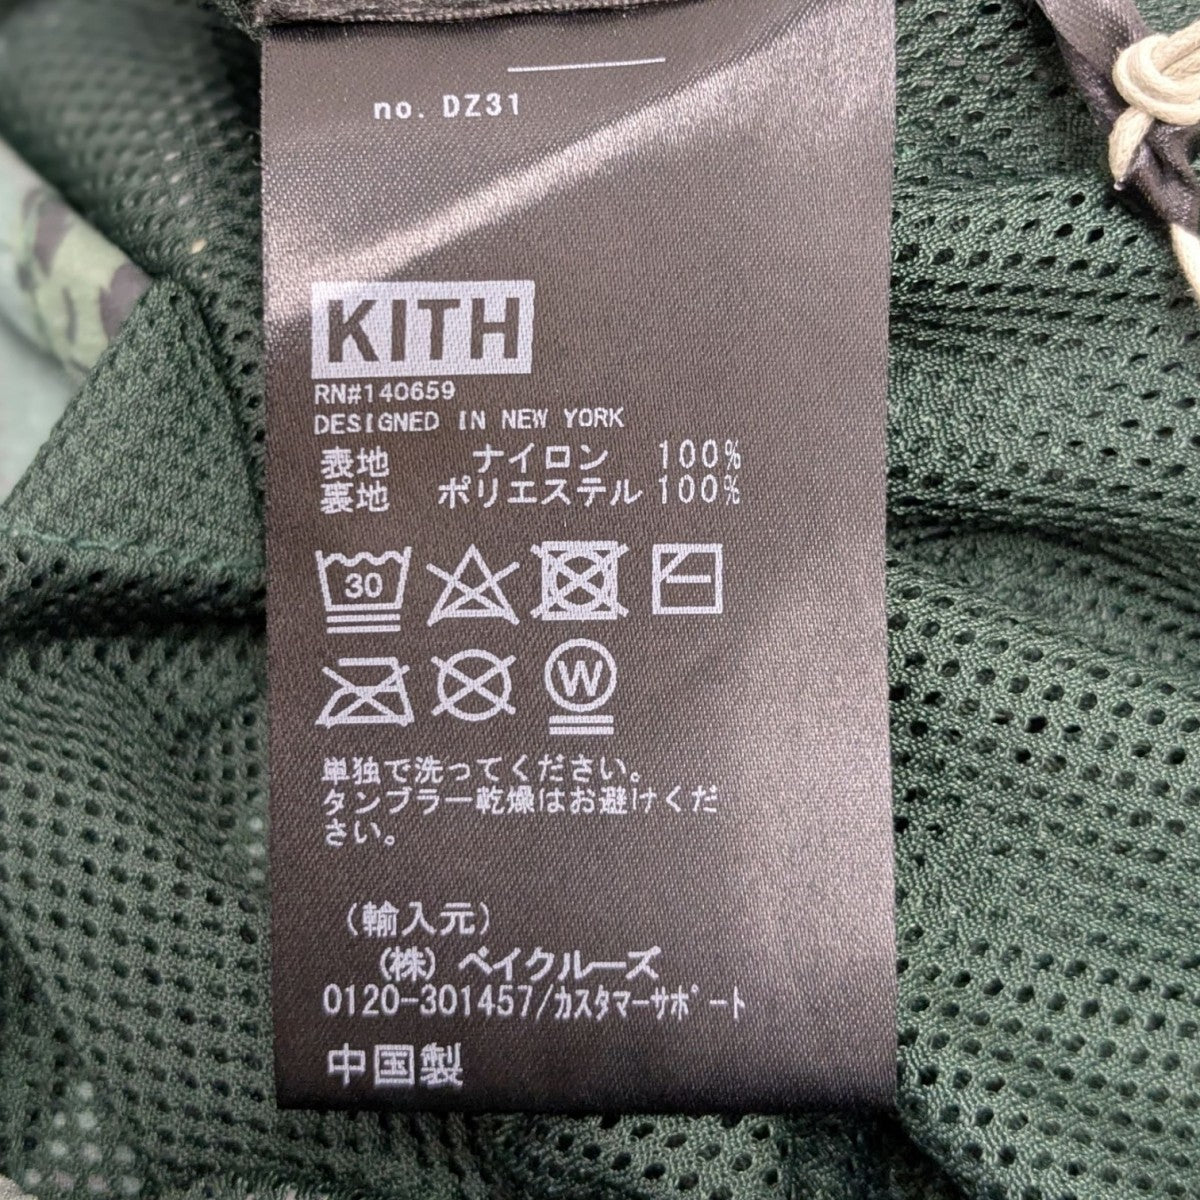 no. DZ31
KITH
RN#140659
DESIGNED IN NEW YORK
表地 ナイロン 100%
裏地 ポリエステル 100%
30
W
単独で洗ってください。
タンブラー乾燥はお避けくだ
さい。
(輸入元)
(株) ベイクルーズ
0120-301457/ｶｽﾀﾏｰｻﾎﾟｰﾄ
中国製